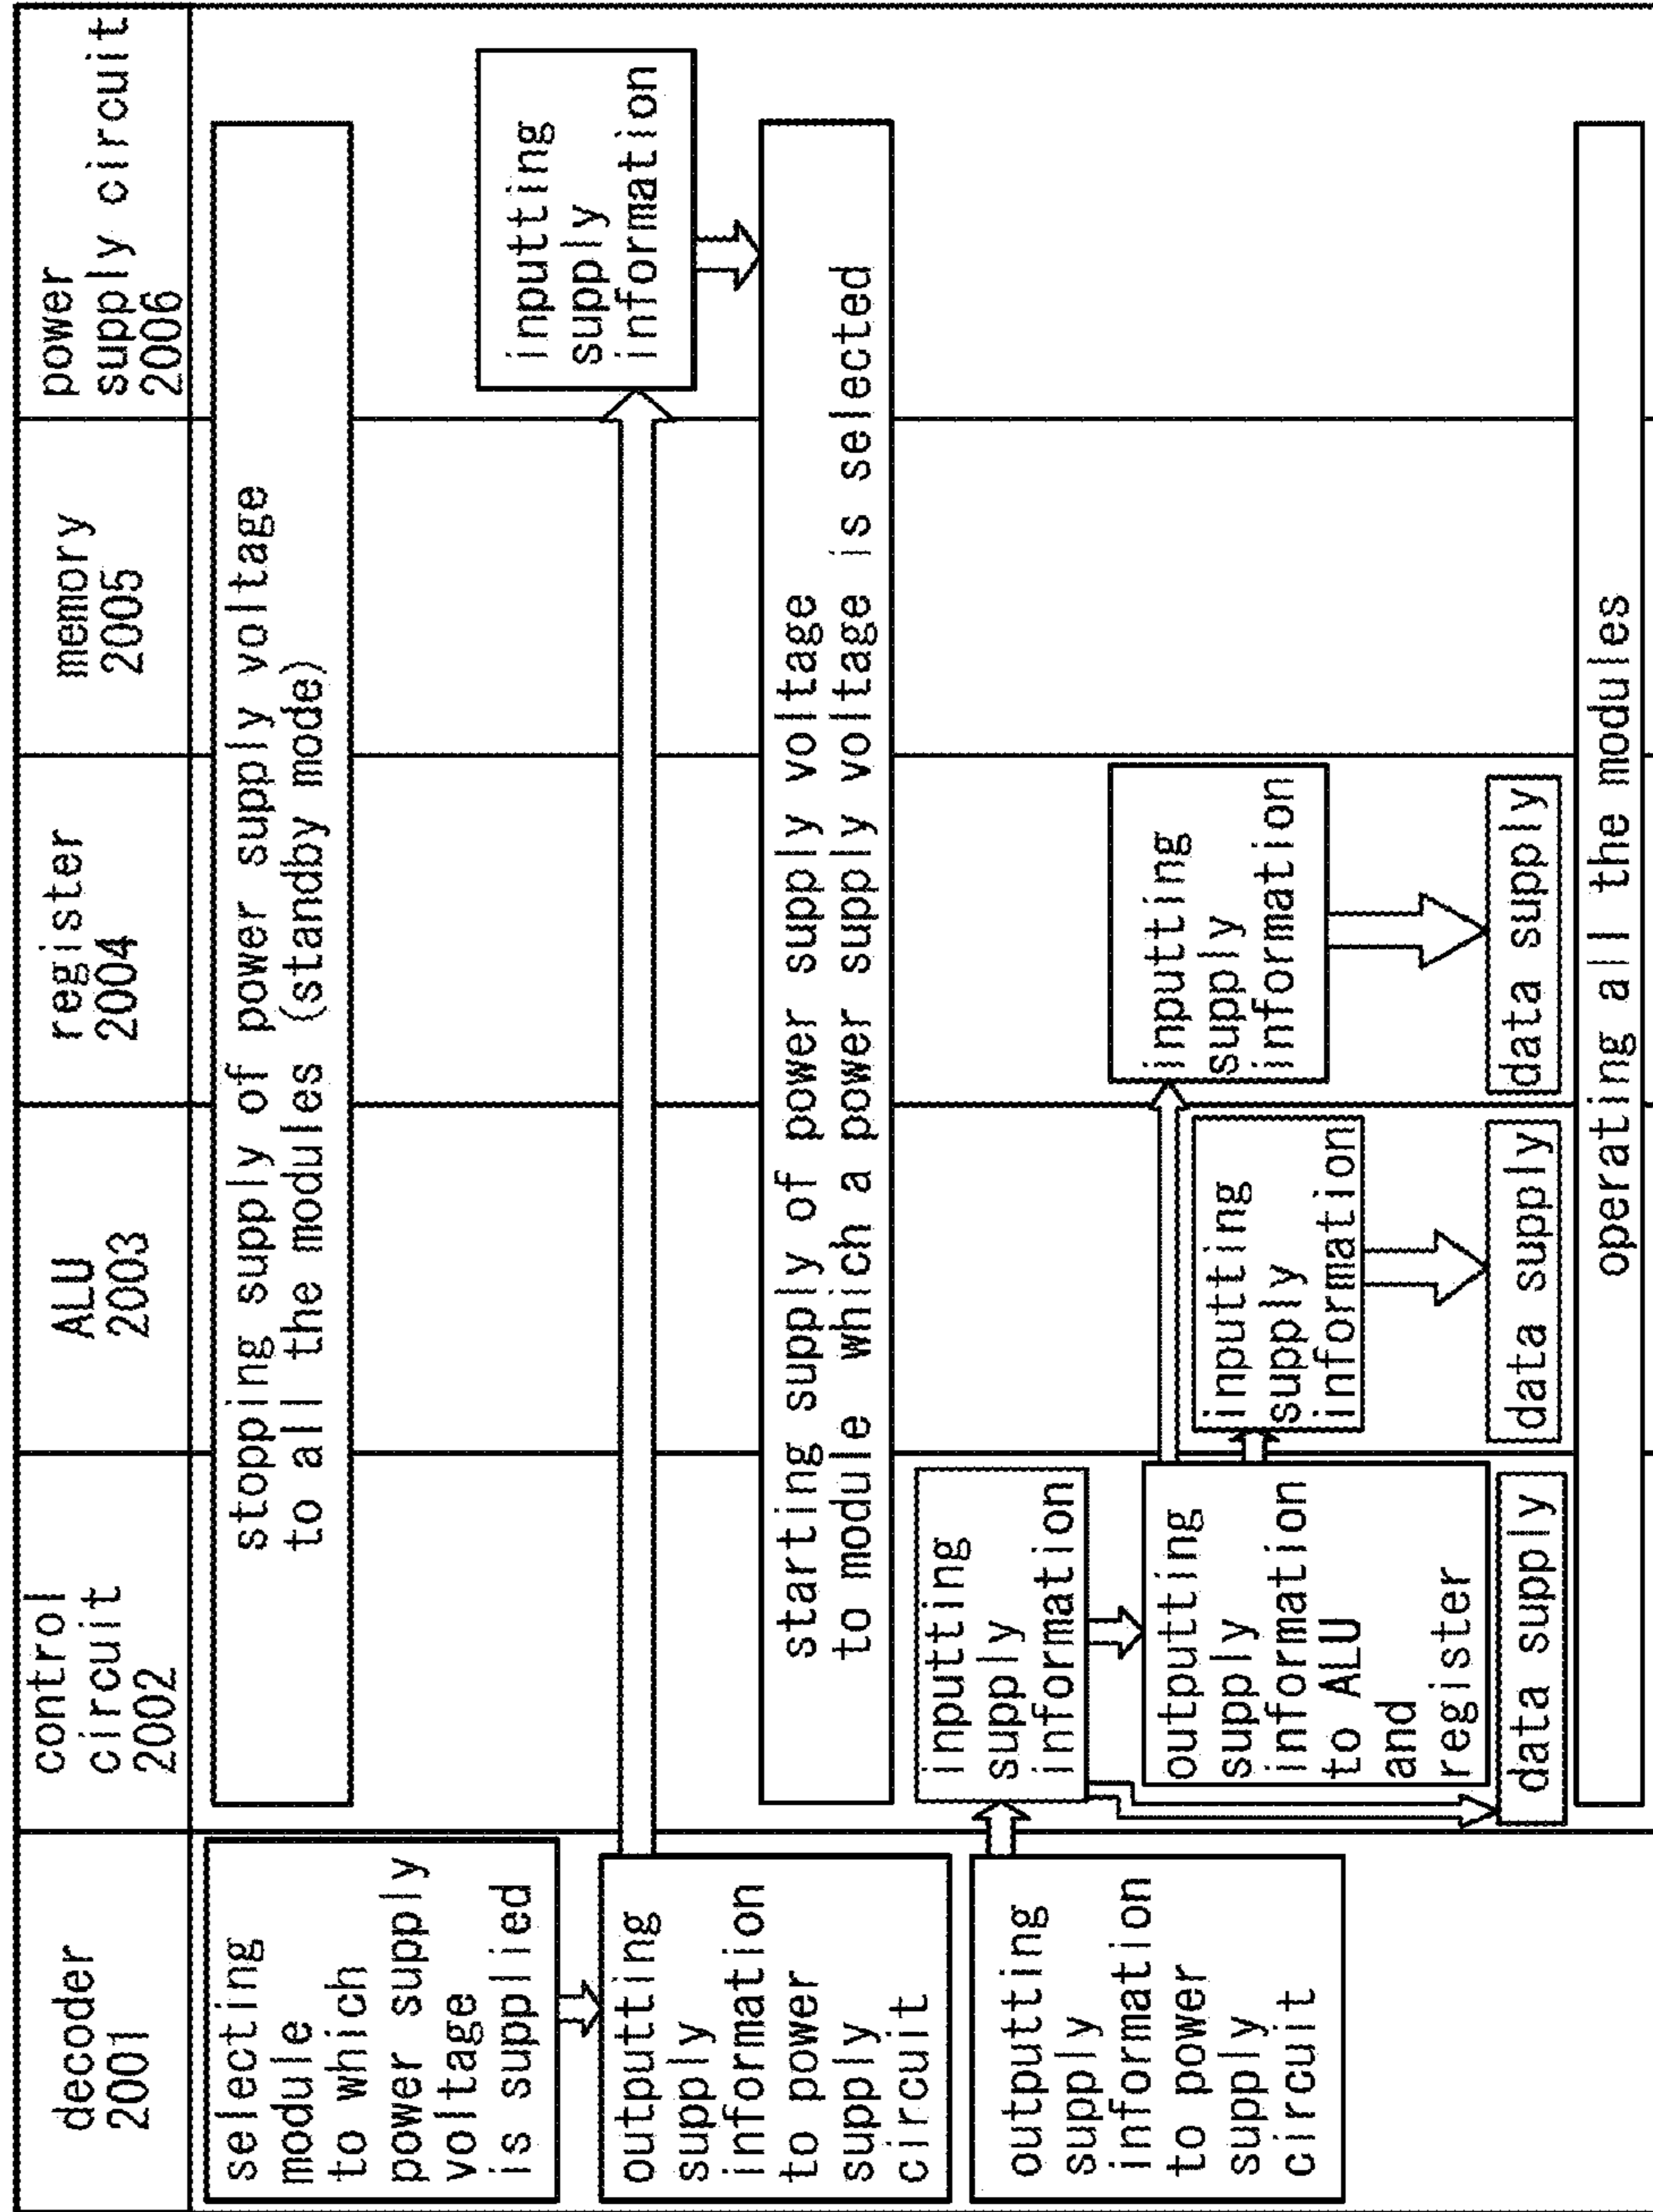 decoder
2001
control
circuit
2002
ALU
2003
register
2004
memory
2005
power
supply circuit
2006
selecting
module
to which
power supply
voltage
is supplied
stopping supply of power supply voltage
to all the modules (standby mode)
outputting
supply
information
to power
supply
circuit
inputting
supply
information
starting supply of power supply voltage
to module which a power supply voltage is selected
outputting
supply
information
to power
supply
circuit
inputting
supply
information
outputting
supply
information
to ALU
and
register
inputting
supply
information
inputting
supply
information
data supply
data supply
data supply
operating all the modules